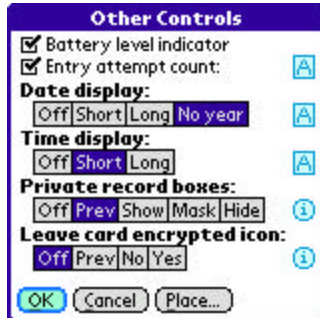 Other Controls
Battery level indicator
Entry attempt count: A
Date display:
Off Short Long No year A
Time display:
Off Short Long A
Private record boxes:
Off Prev Show Mask Hide i
Leave card encrypted icon:
Off Prev No Yes i
OK Cancel Place...